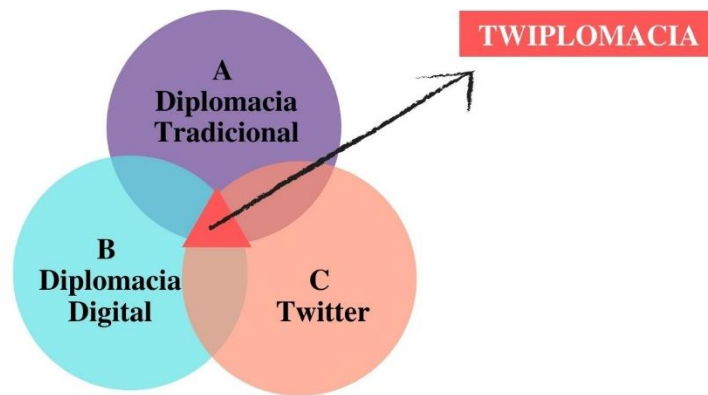 TWIPLOMACIA
A
Diplomacia
Tradicional
B
Diplomacia
Digital
C
Twitter